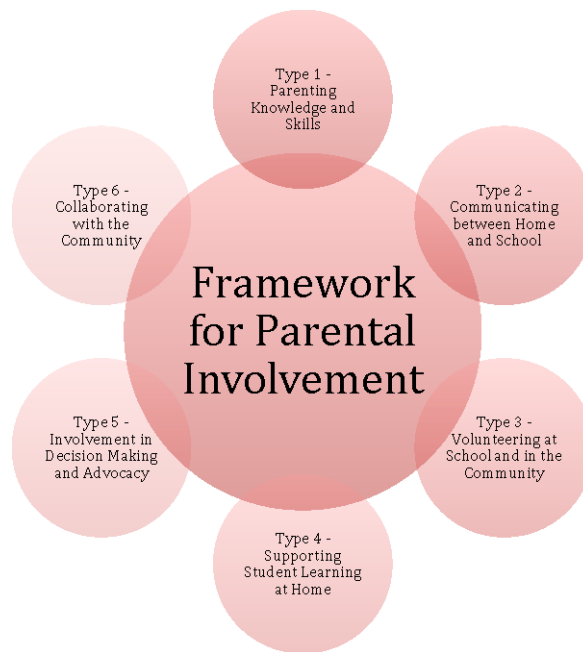 Framework
for Parental
Involvement
Type 1 -
Parenting
Knowledge and
Skills
Type 2 -
Communicating
between Home
and School
Type 3 -
Volunteering at
School and in the
Community
Type 4 -
Supporting
Student Learning
at Home
Type 5 -
Involvement in
Decision Making
and Advocacy
Type 6 -
Collaborating
with the
Community